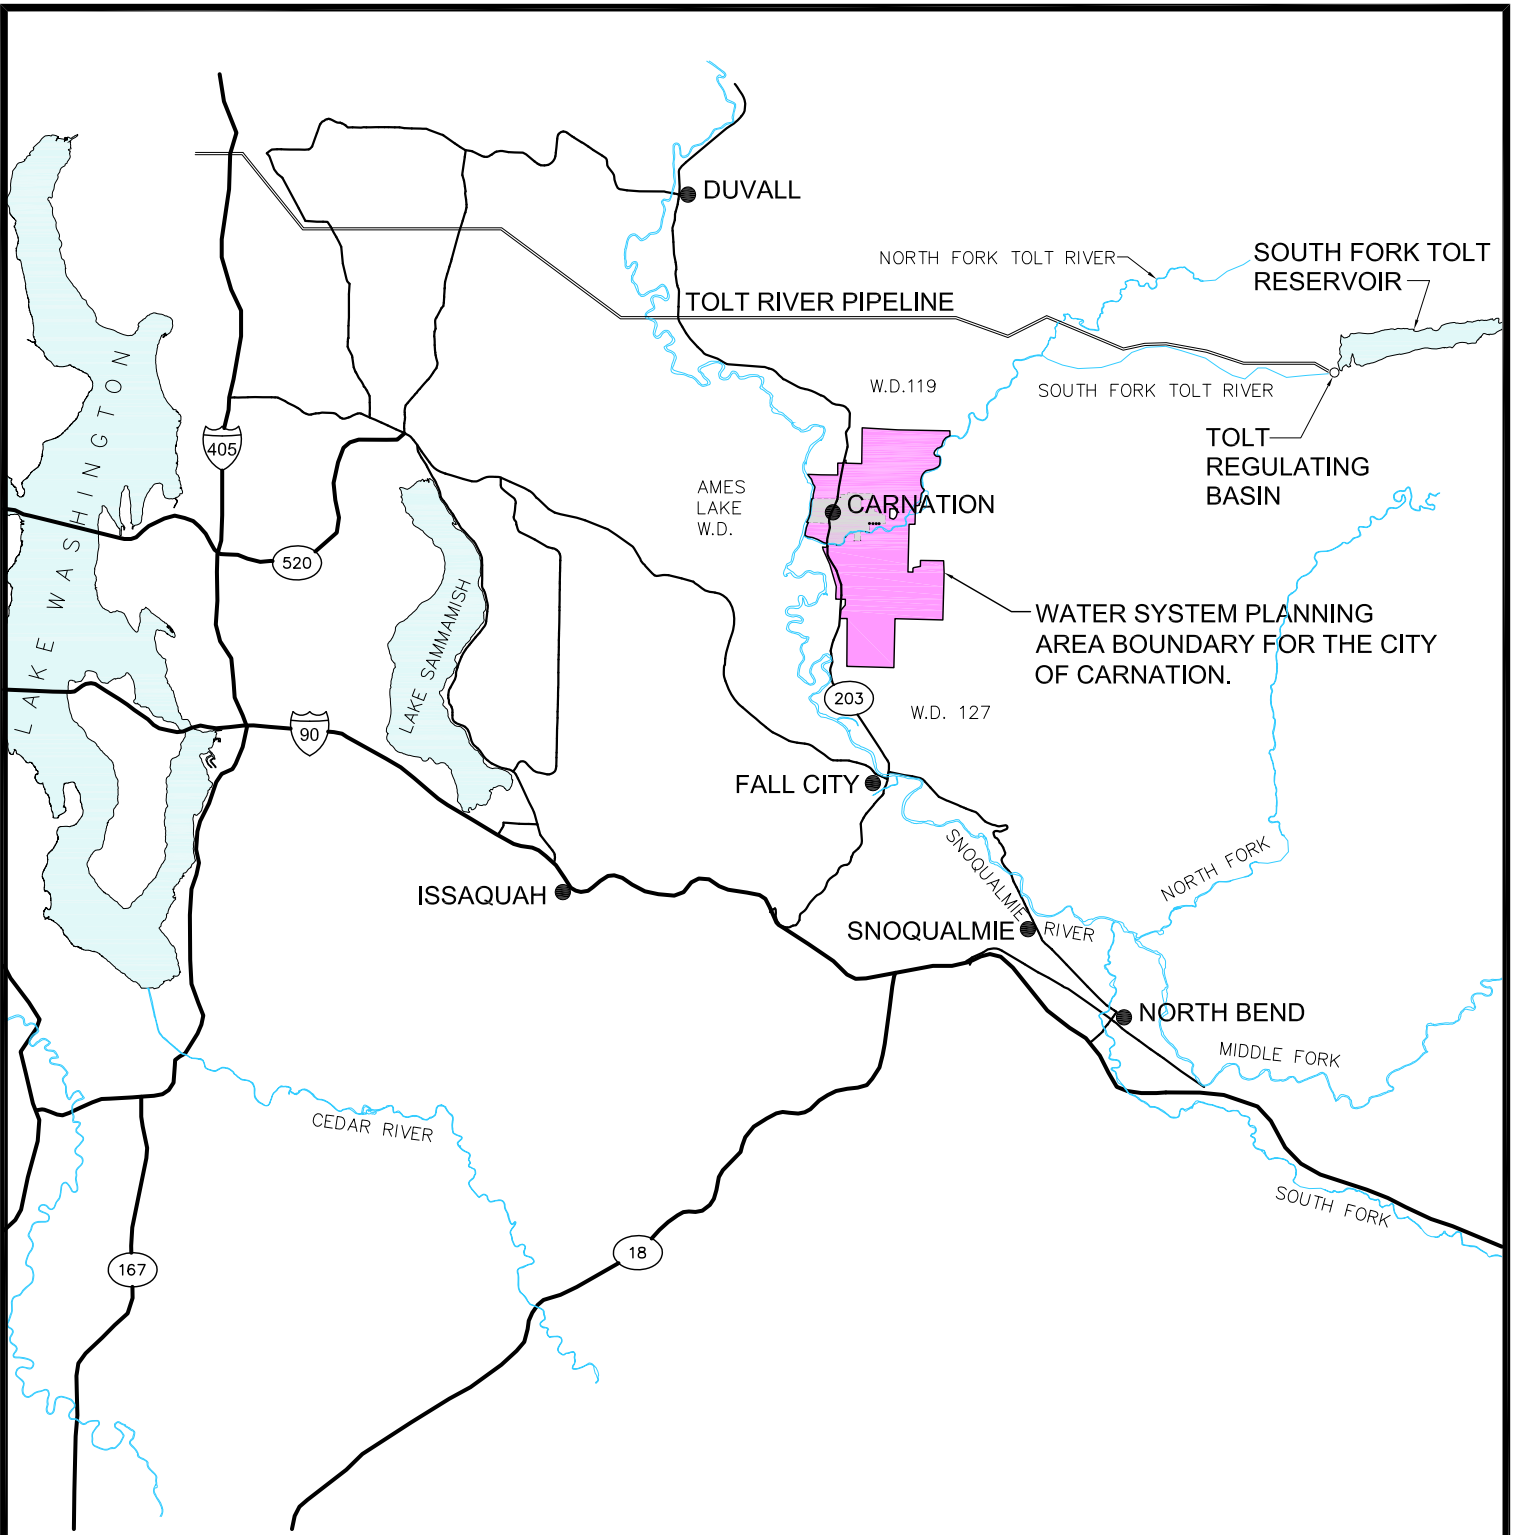 DUVALL
NORTH FORK TOLT RIVER
SOUTH FORK TOLT
RESERVOIR
TOLT RIVER PIPELINE
W.D.119
SOUTH FORK TOLT RIVER
LAKE WASHINGTON
405
TOLT
REGULATING
BASIN
AMES
LAKE
W.D.
CARNATION
520
LAKE SAMMAMISH
WATER SYSTEM PLANNING
AREA BOUNDARY FOR THE CITY
OF CARNATION.
203
W.D. 127
90
FALL CITY
SNOQUALMIE
RIVER
NORTH FORK
ISSAQUAH
SNOQUALMIE
NORTH BEND
MIDDLE FORK
CEDAR RIVER
SOUTH FORK
18
167